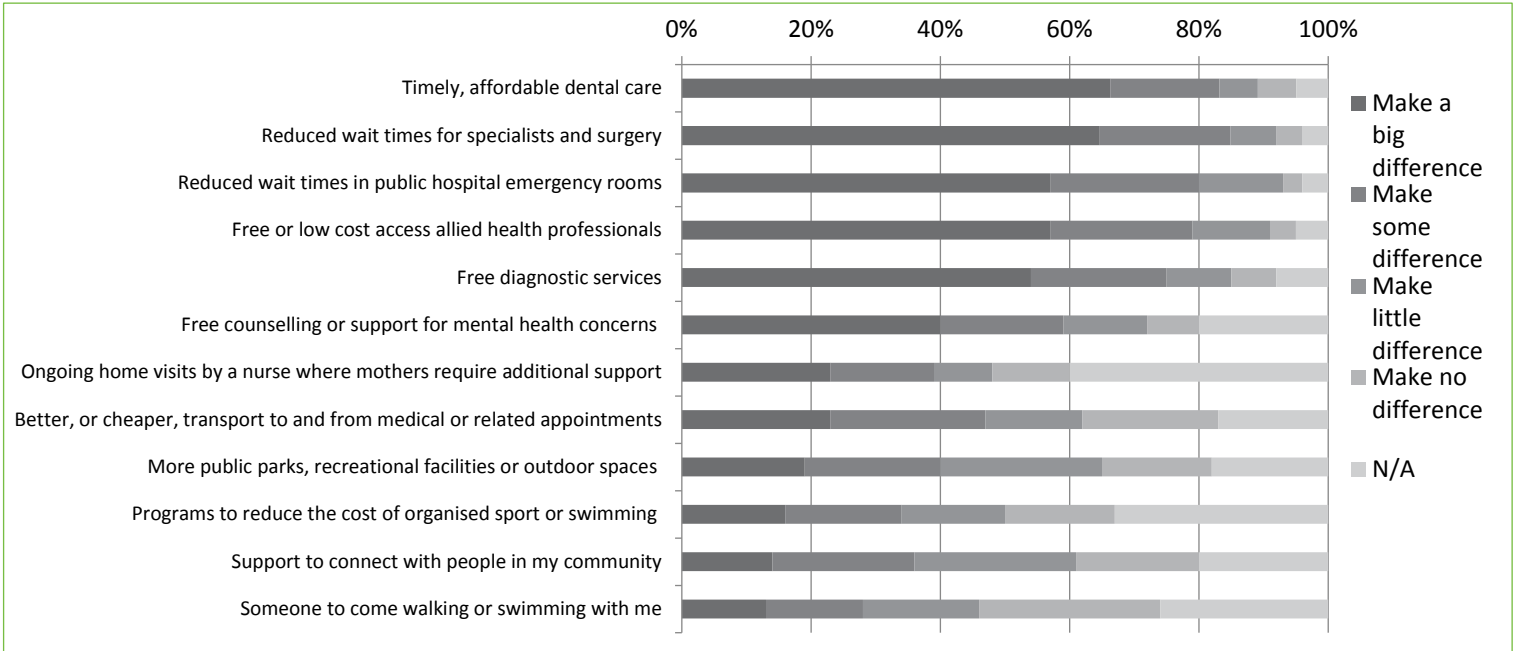 0% 20% 40% 60% 80% 100%
Timely, affordable dental care
Reduced wait times for specialists and surgery
Reduced wait times in public hospital emergency rooms
Free or low cost access allied health professionals
Free diagnostic services
Free counselling or support for mental health concerns
Ongoing home visits by a nurse where mothers require additional support
Better, or cheaper, transport to and from medical or related appointments
More public parks, recreational facilities or outdoor spaces
Programs to reduce the cost of organised sport or swimming
Support to connect with people in my community
Someone to come walking or swimming with me
Make a
big
difference
Make
some
difference
Make
little
difference
Make no
difference
N/A